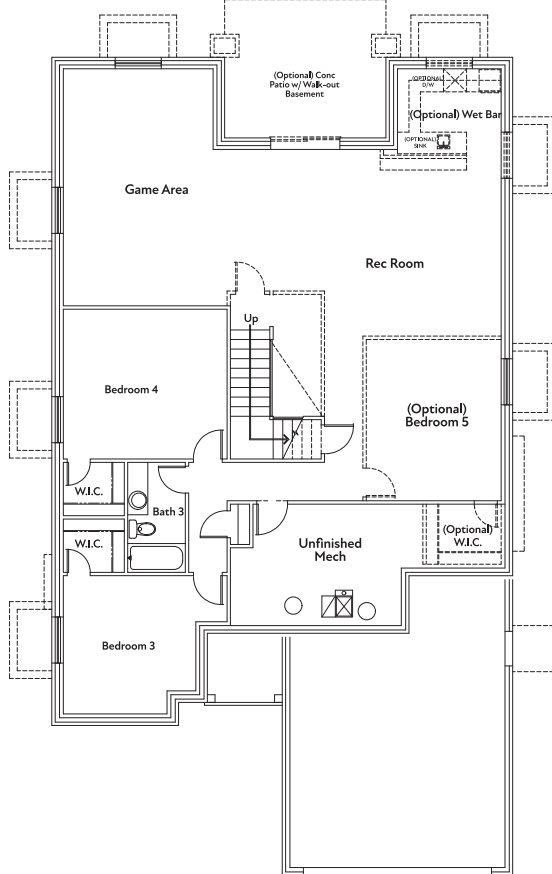 (Optional) Conc
Patio w/ Walk-out
Basement
(OPTIONAL)
D/W
(Optional) Wet Bar
(OPTIONAL)
SINK
Game Area
Rec Room
Up
Bedroom 4
(Optional)
Bedroom 5
W.I.C.
Bath 3
W.I.C.
Unfinished
Mech
(Optional)
W.I.C.
Bedroom 3